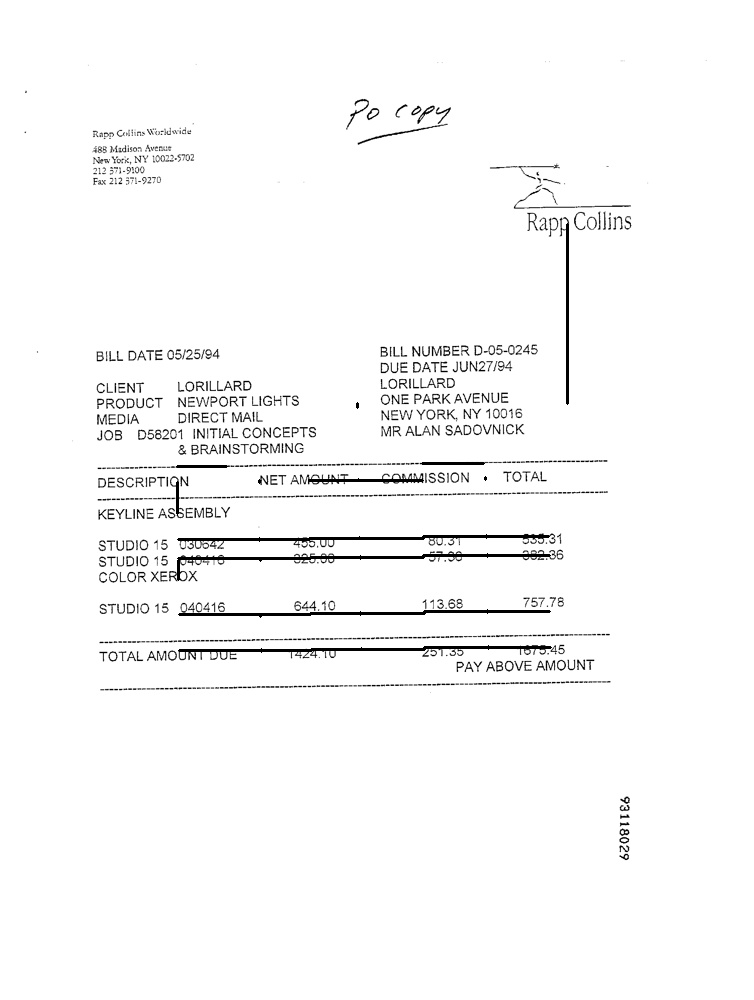 PO COPY
Rapp Collins Worldwide
488 Madison Avenue
New York, NY 10022-5702
212 371-9100
Fax 212 371-9270
Rapp Collins
BILL DATE 05/25/94
BILL NUMBER D-05-0245
DUE DATE JUN27/94
CLIENT LORILLARD
PRODUCT NEWPORT LIGHTS
MEDIA DIRECT MAIL
JOB D58201 INITIAL CONCEPTS
& BRAINSTORMING
LORILLARD
ONE PARK AVENUE
NEW YORK, NY 10016
MR ALAN SADOVNICK
DESCRIPTION NET AMOUNT COMMISSION TOTAL
KEYLINE ASSEMBLY
STUDIO 15 030642 455.00 80.31 535.31
STUDIO 15 040416 325.00 57.36 382.36
COLOR XEROX
STUDIO 15 040416 644.10 113.68 757.78
TOTAL AMOUNT DUE 1424.10 251.35 1675.45
PAY ABOVE AMOUNT
93118029